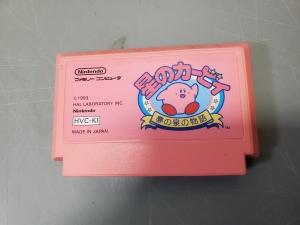 Nintendo
ファミリー コンピュータ
© 1993
HAL LABORATORY INC.
Nintendo
HVC-KI
MADE IN JAPAN
星のカービィ
夢の泉の物語
TM